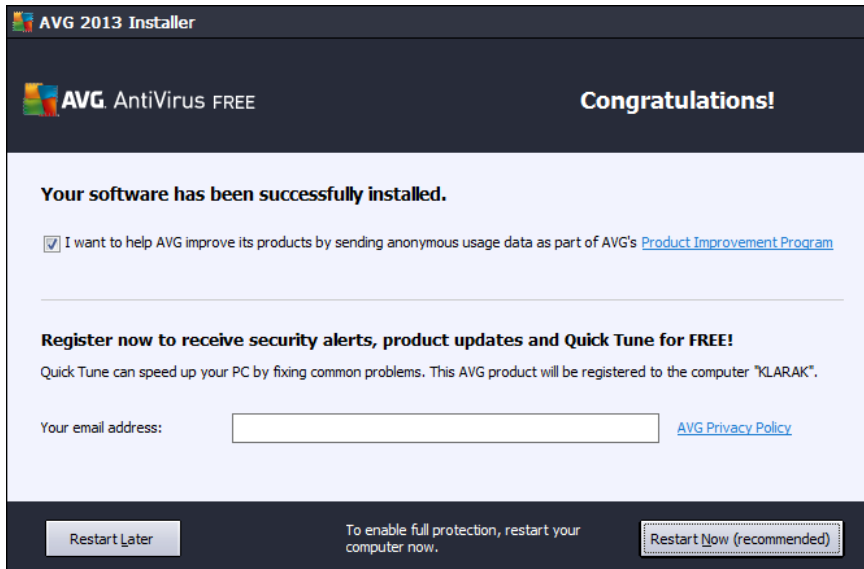 AVG 2013 Installer
AVG. AntiVirus FREE
Congratulations!
Your software has been successfully installed.
I want to help AVG improve its products by sending anonymous usage data as part of AVG's Product Improvement Program
Register now to receive security alerts, product updates and Quick Tune for FREE!
Quick Tune can speed up your PC by fixing common problems. This AVG product will be registered to the computer "KLARAK".
Your email address:
AVG Privacy Policy
Restart Later
To enable full protection, restart your
computer now.
Restart Now (recommended)